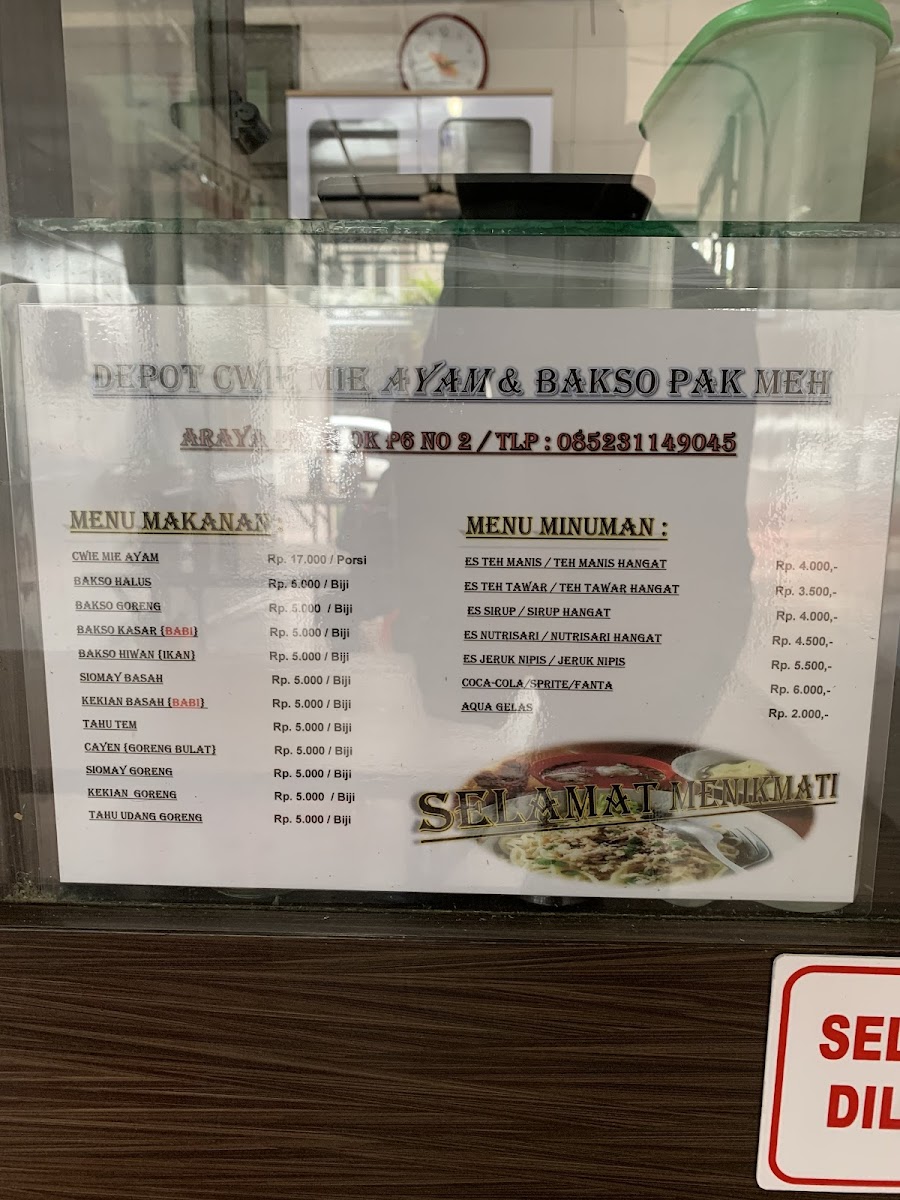 DEPOT CWIE MIE AYAM & BAKSO PAK MEH
ARAYA OK P6 NO 2 / TLP : 085231149045
MENU MAKANAN :
CWIE MIE AYAM Rp. 17.000 / Porsi
BAKSO HALUS Rp. 5.000 / Biji
BAKSO GORENG Rp. 5.000 / Biji
BAKSO KASAR {BABI} Rp. 5.000 / Biji
BAKSO HIWAN {IKAN} Rp. 5.000 / Biji
SIOMAY BASAH Rp. 5.000 / Biji
KEKIAN BASAH {BABI} Rp. 5.000 / Biji
TAHU TEM Rp. 5.000 / Biji
CAYEN {GORENG BULAT} Rp. 5.000 / Biji
SIOMAY GORENG Rp. 5.000 / Biji
KEKIAN GORENG Rp. 5.000 / Biji
TAHU UDANG GORENG Rp. 5.000 / Biji
MENU MINUMAN :
ES TEH MANIS / TEH MANIS HANGAT Rp. 4.000,-
ES TEH TAWAR / TEH TAWAR HANGAT Rp. 3.500,-
ES SIRUP / SIRUP HANGAT Rp. 4.000,-
ES NUTRISARI / NUTRISARI HANGAT Rp. 4.500,-
ES JERUK NIPIS / JERUK NIPIS Rp. 5.500,-
COCA-COLA/SPRITE/FANTA Rp. 6.000,-
AQUA GELAS Rp. 2.000,-
SELAMAT MENIKMATI
SEL
DIL